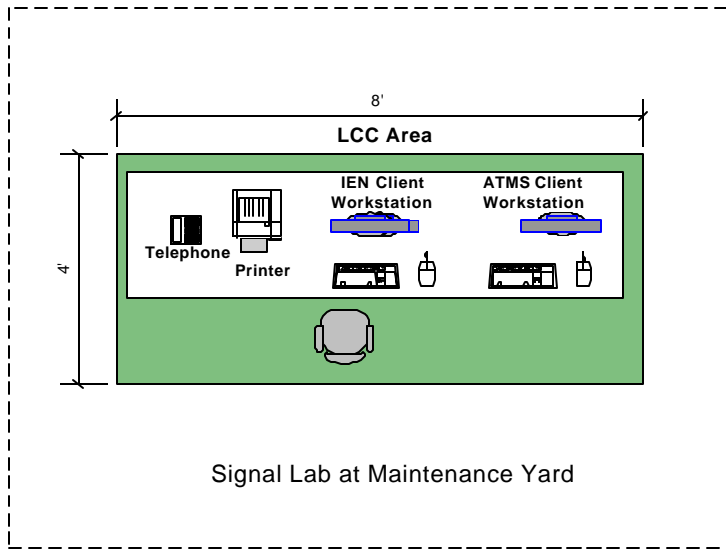 8'
LCC Area
IEN Client
Workstation
ATMS Client
Workstation
Telephone
Printer
4'
Signal Lab at Maintenance Yard